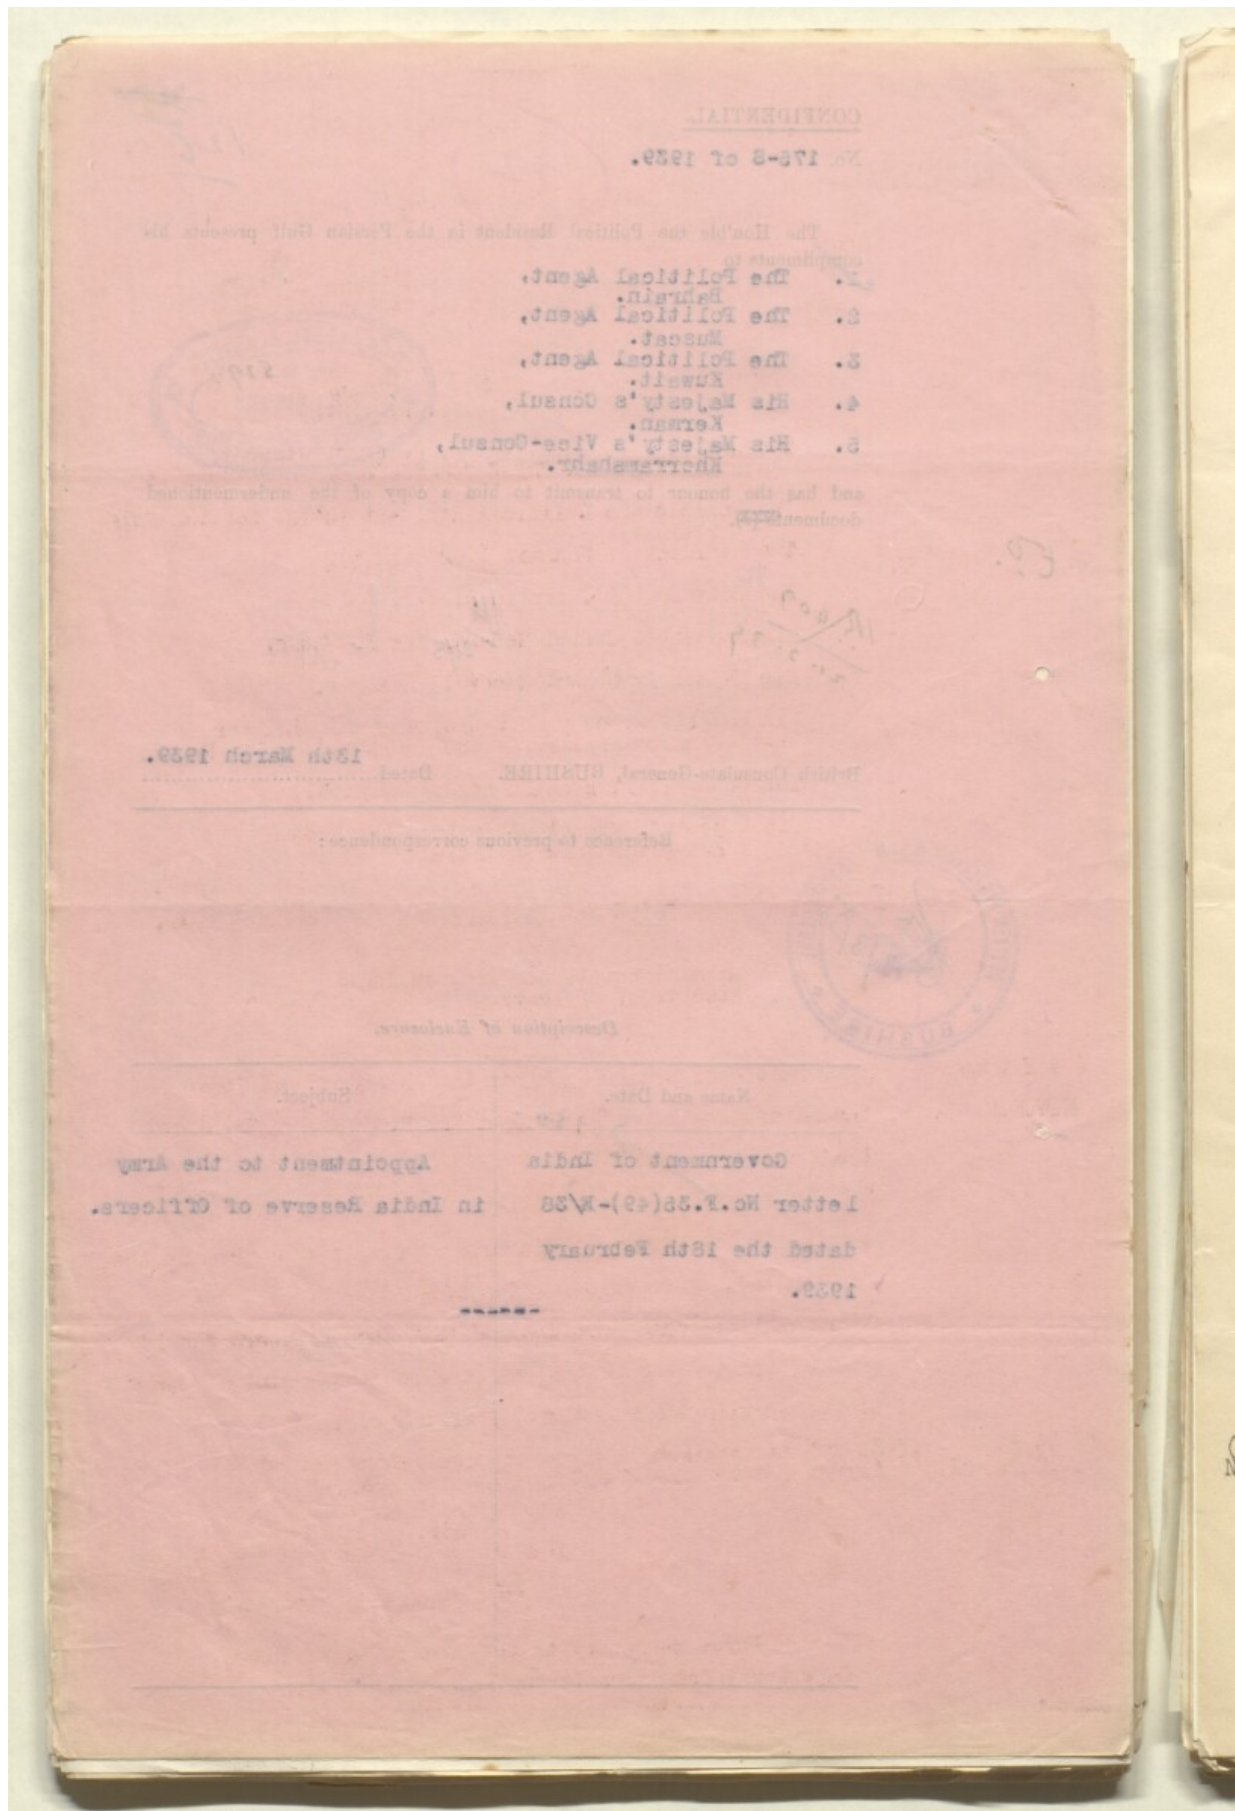 CONFIDENTIAL.
No. 176-S of 1939.
The Hon'ble the Political Resident in the Persian Gulf presents his
compliments to
1. The Political Agent,
Bahrain.
2. The Political Agent,
Muscat.
3. The Political Agent,
Kuwait.
4. His Majesty's Consul,
Kerman.
5. His Majesty's Vice-Consul,
Khorramshahr.
and has the honour to transmit to him a copy of the undermentioned
document
British Consulate-General, BUSHIRE. Dated 13th March 1939.
Reference to previous correspondence:
BUSHIRE
Description of Enclosure.
Name and Date. Subject.
Government of India Appointment to the Army
letter No.F.35(49)-E/38 in India Reserve of Officers.
dated the 18th February
1939.